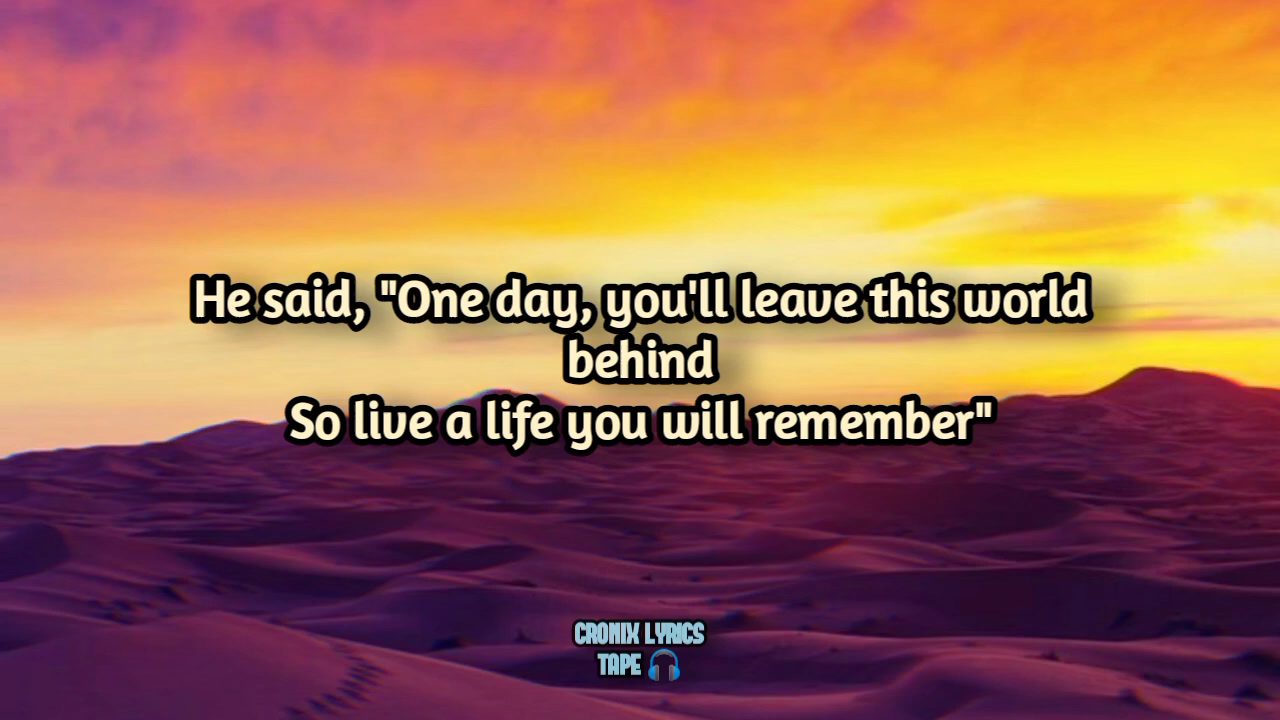 He said, "One day, you'll leave this world
behind
So live a life you will remember"
CRONIX LYRICS
TAPE 🎧